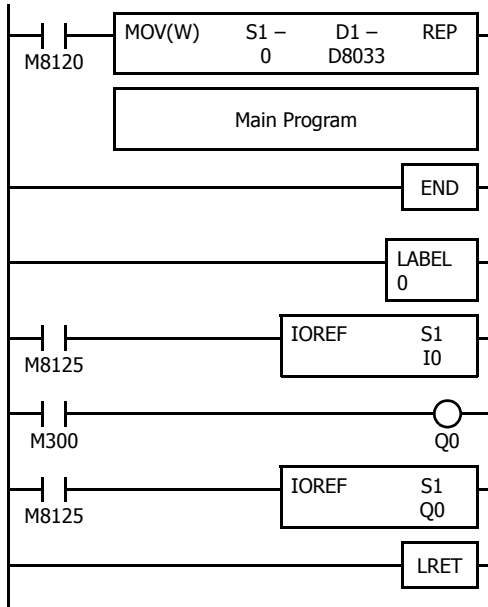 MOV(W) S1 – D1 – REP
M8120 0 D8033
Main Program
END
LABEL
0
IOREF S1
M8125 I0
M300 Q0
IOREF S1
M8125 Q0
LRET